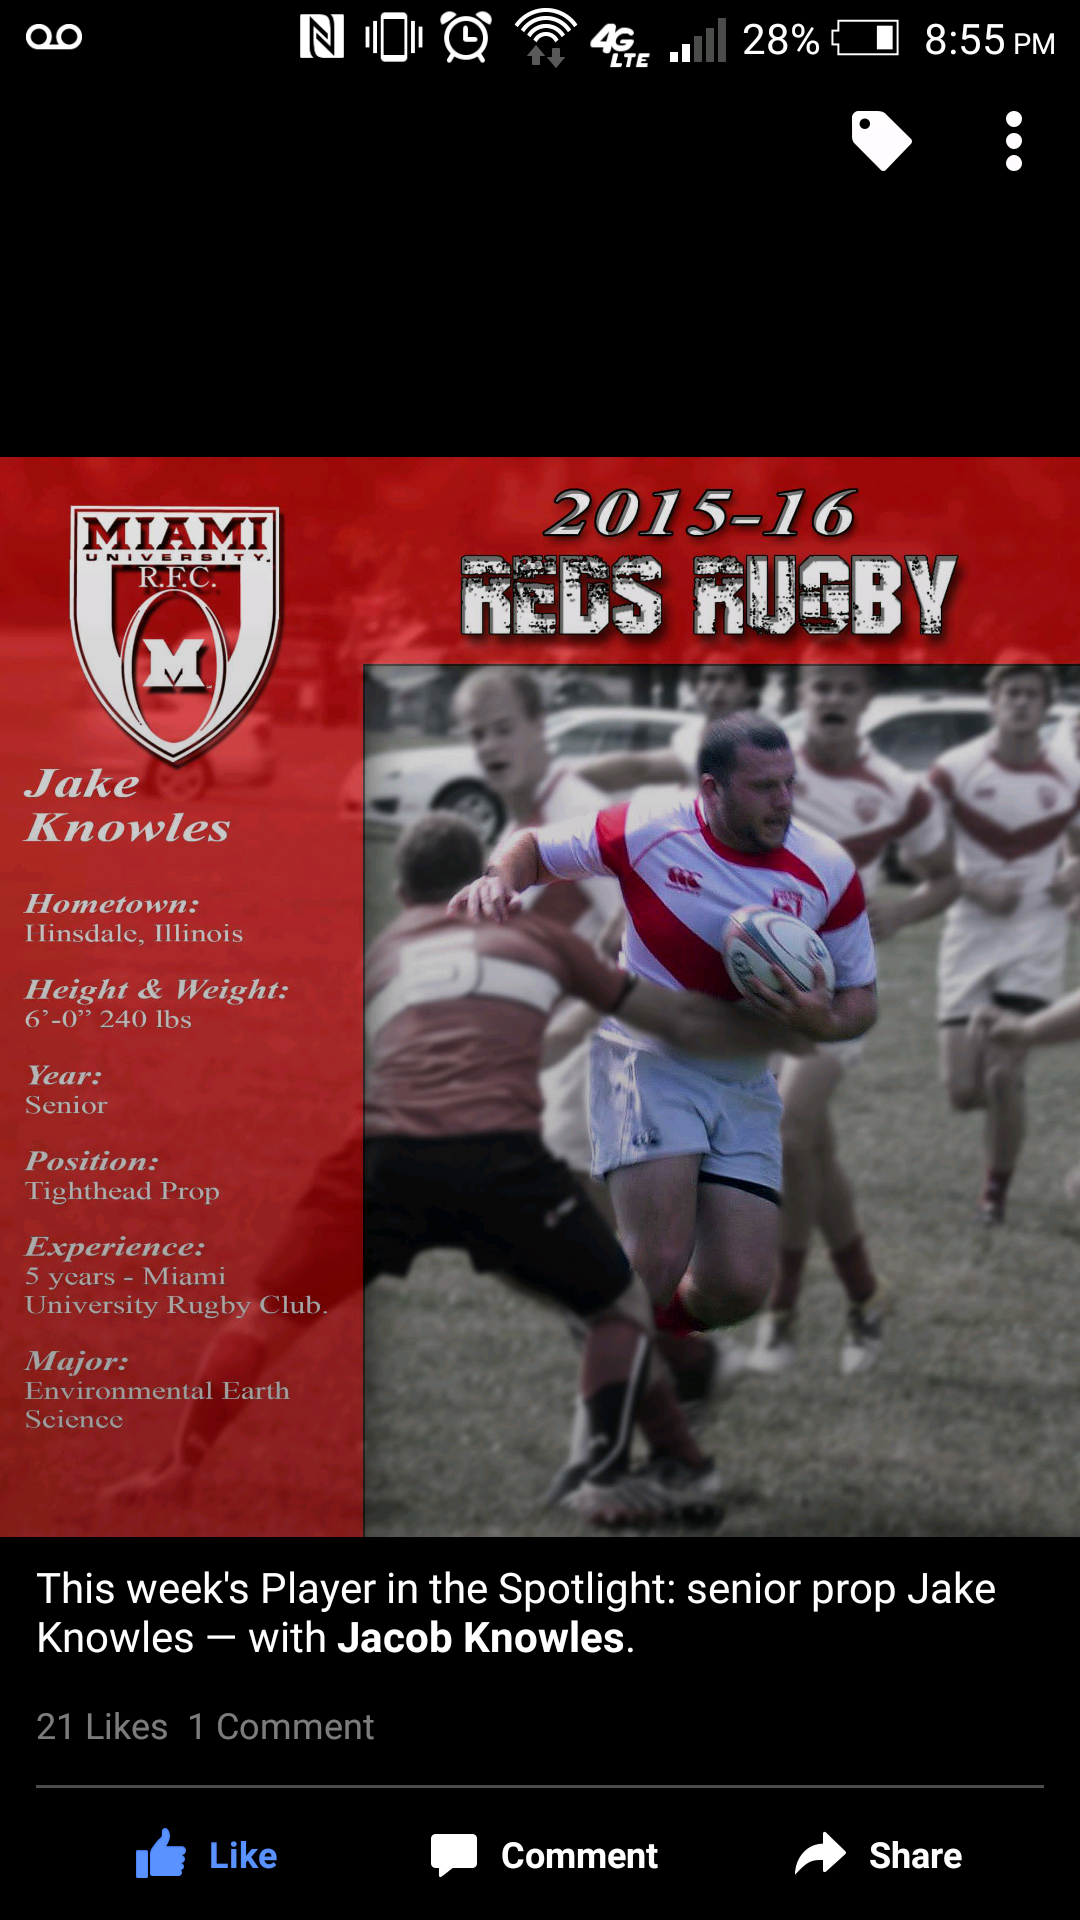 4G LTE 28% 8:55 PM
MIAMI
UNIVERSITY
R.F.C.
M
2015-16
REDS RUGBY
Jake
Knowles
Hometown:
Hinsdale, Illinois
Height & Weight:
6’-0” 240 lbs
Year:
Senior
Position:
Tighthead Prop
Experience:
5 years - Miami
University Rugby Club.
Major:
Environmental Earth
Science
This week's Player in the Spotlight: senior prop Jake
Knowles — with Jacob Knowles.
21 Likes 1 Comment
Like Comment Share